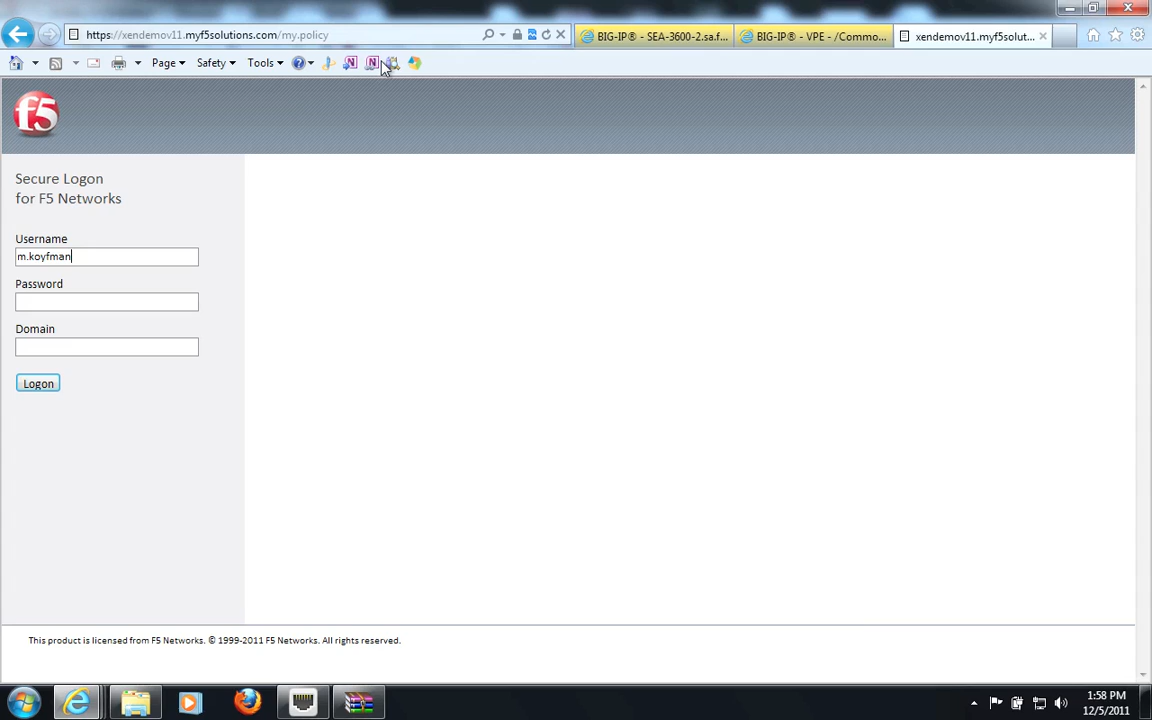 https://xendemov11.myf5solutions.com/my.policy
BIG-IP® - SEA-3600-2.sa.f...
BIG-IP® - VPE - /Commo...
xendemov11.myf5solut...
Page
Safety
Tools
f5
Secure Logon
for F5 Networks
Username
m.koyfman
Password
Domain
Logon
This product is licensed from F5 Networks. © 1999-2011 F5 Networks. All rights reserved.
1:58 PM
12/5/2011